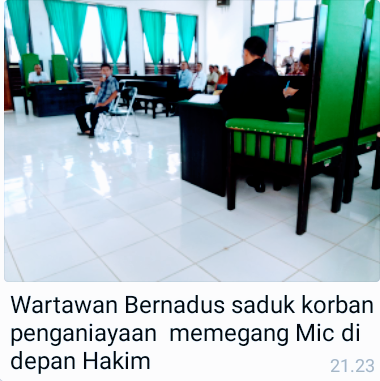 Wartawan Bernadus saduk korban
penganiayaan memegang Mic di
depan Hakim
21.23